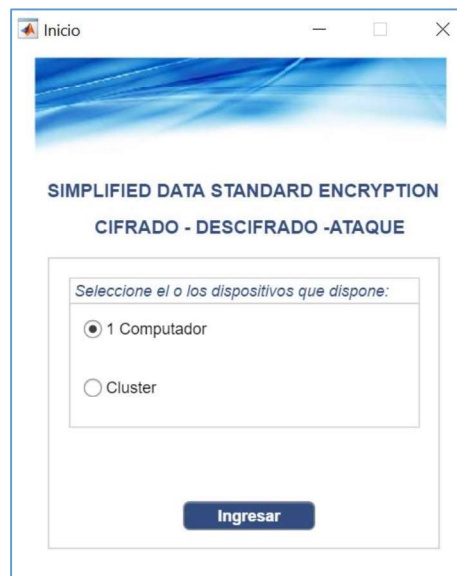 Inicio
SIMPLIFIED DATA STANDARD ENCRYPTION
CIFRADO - DESCIFRADO -ATAQUE
Seleccione el o los dispositivos que dispone:
1 Computador
Cluster
Ingresar